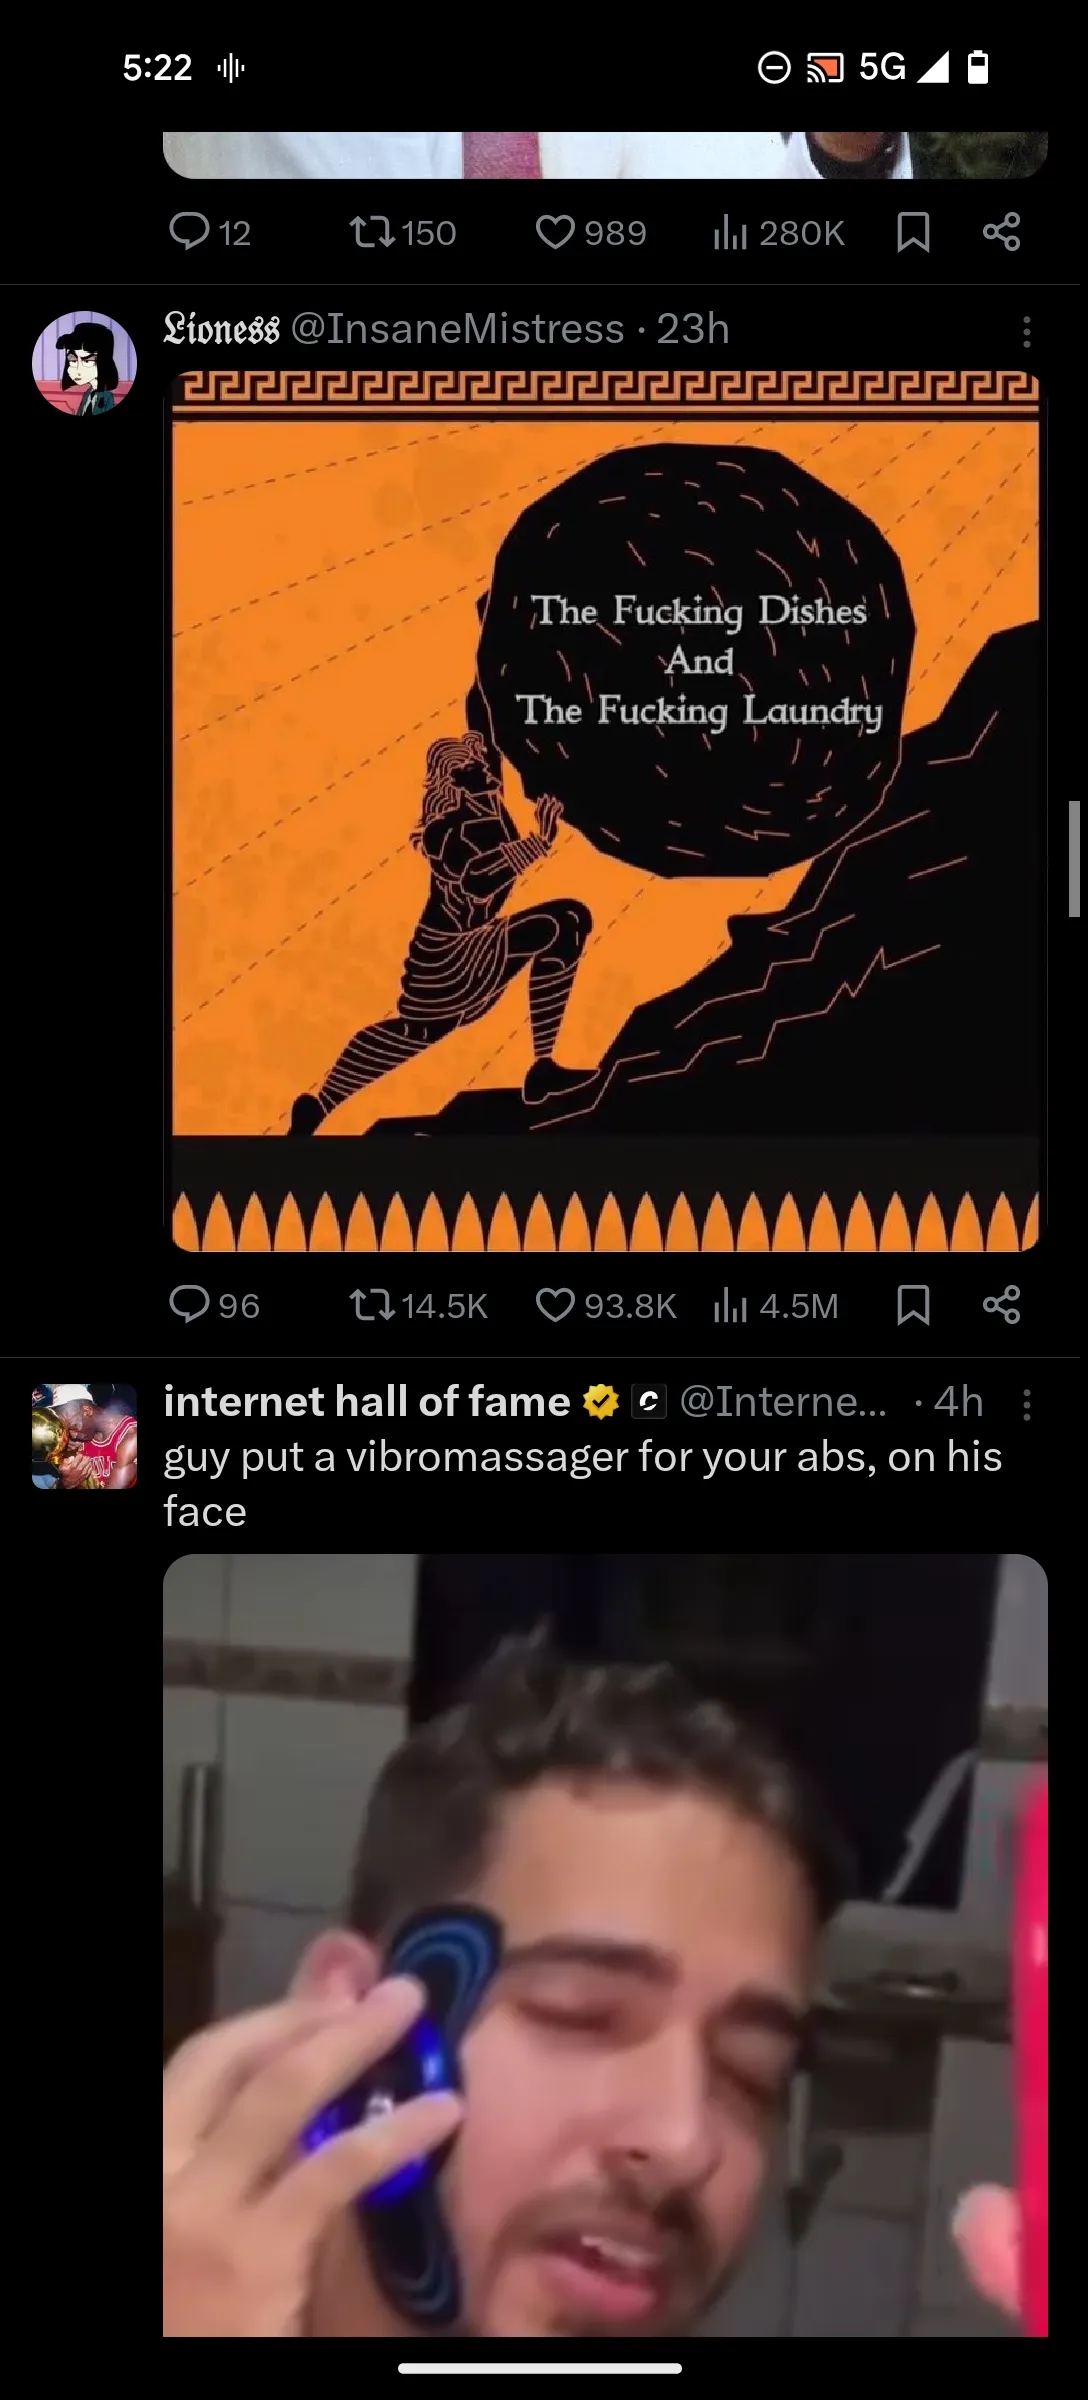 5:22 5G
12 150 989 280K
Lioness @InsaneMistress · 23h
The Fucking Dishes
And
The Fucking Laundry
96 14.5K 93.8K 4.5M
internet hall of fame @Interne... · 4h
guy put a vibromassager for your abs, on his
face